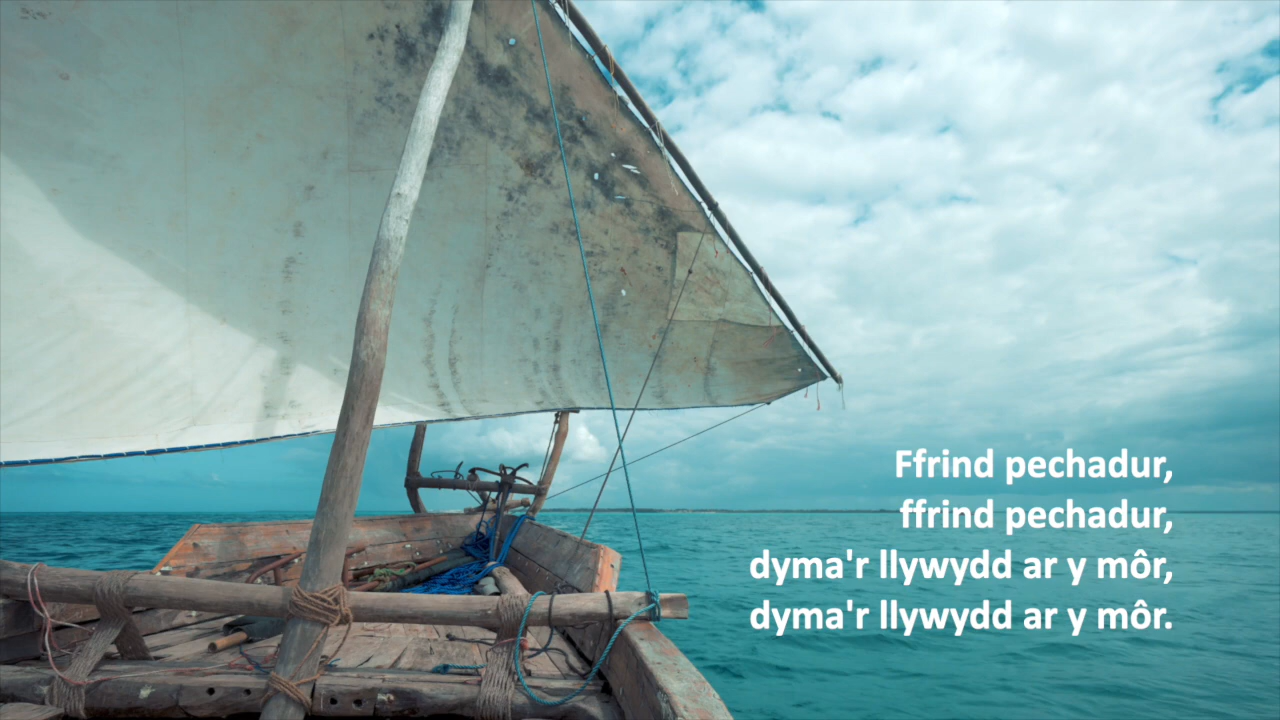 Ffrind pechadur,
ffrind pechadur,
dyma'r llywydd ar y môr,
dyma'r llywydd ar y môr.